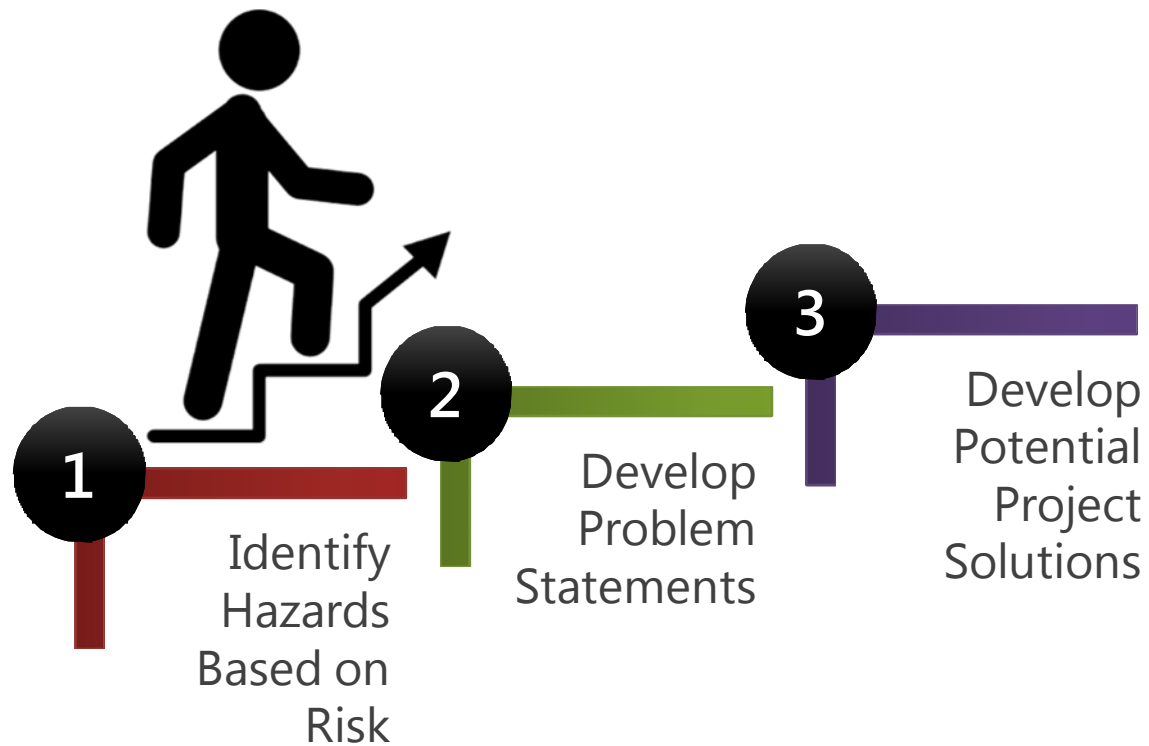 1
Identify
Hazards
Based on
Risk
2
Develop
Problem
Statements
3
Develop
Potential
Project
Solutions